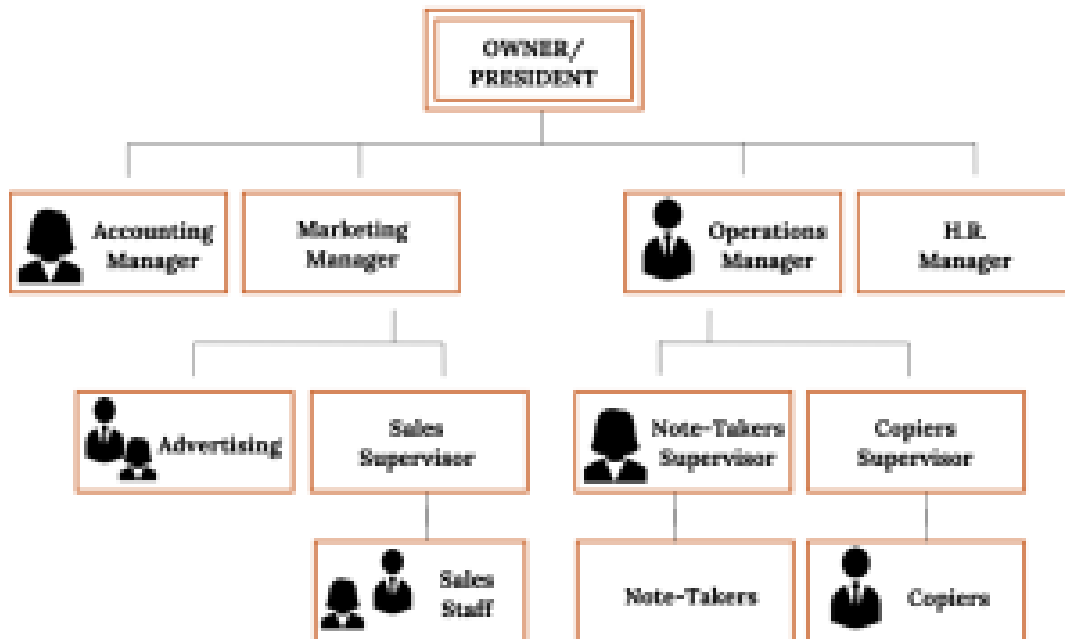 OWNER/
PRESIDENT
Accounting
Manager
Marketing
Manager
Operations
Manager
H.R.
Manager
Advertising
Sales
Supervisor
Note-Takers
Supervisor
Copiers
Supervisor
Sales
Staff
Note-Takers
Copiers